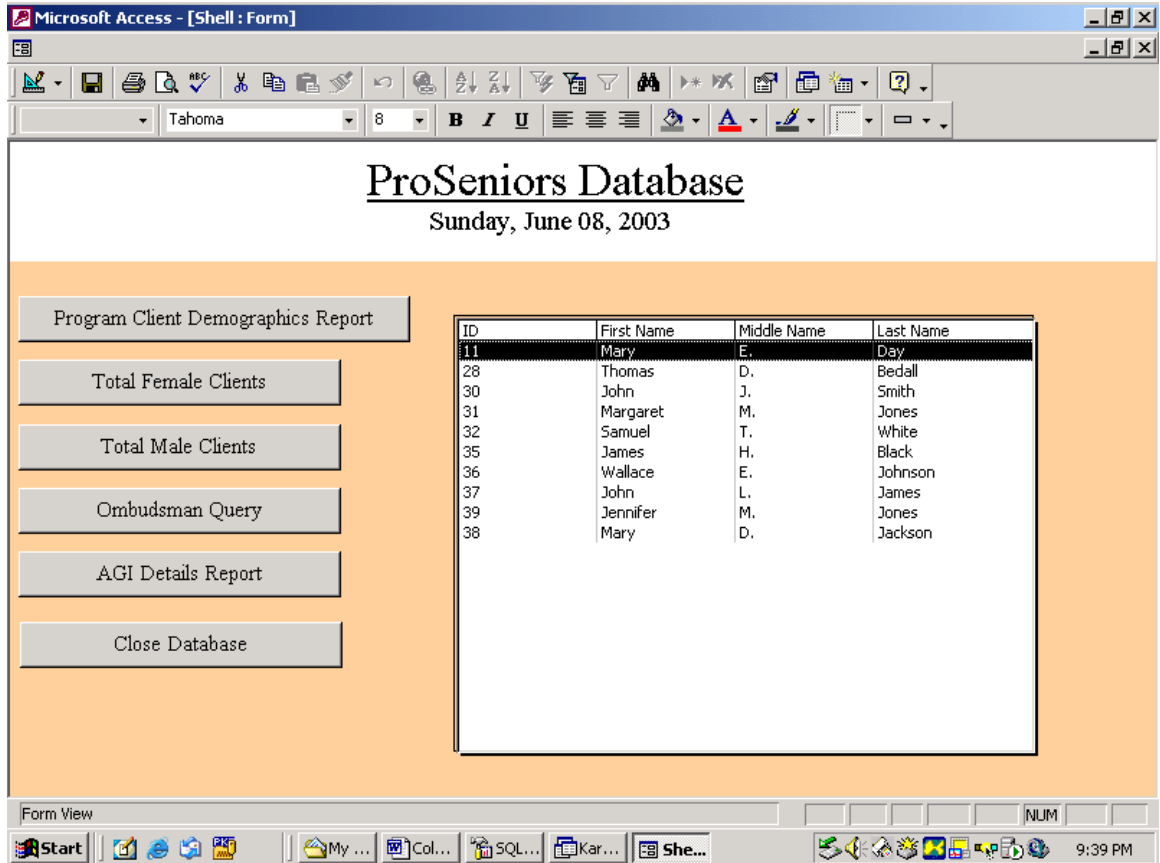 Microsoft Access - [Shell : Form]
ABC
Tahoma 8 B I U A
ProSeniors Database
Sunday, June 08, 2003
Program Client Demographics Report
Total Female Clients
Total Male Clients
Ombudsman Query
AGI Details Report
Close Database
ID First Name Middle Name Last Name
11 Mary E. Day
28 Thomas D. Bedall
30 John J. Smith
31 Margaret M. Jones
32 Samuel T. White
35 James H. Black
36 Wallace E. Johnson
37 John L. James
39 Jennifer M. Jones
38 Mary D. Jackson
Form View NUM
Start My ... Col... SQL... Kar... She... 9:39 PM